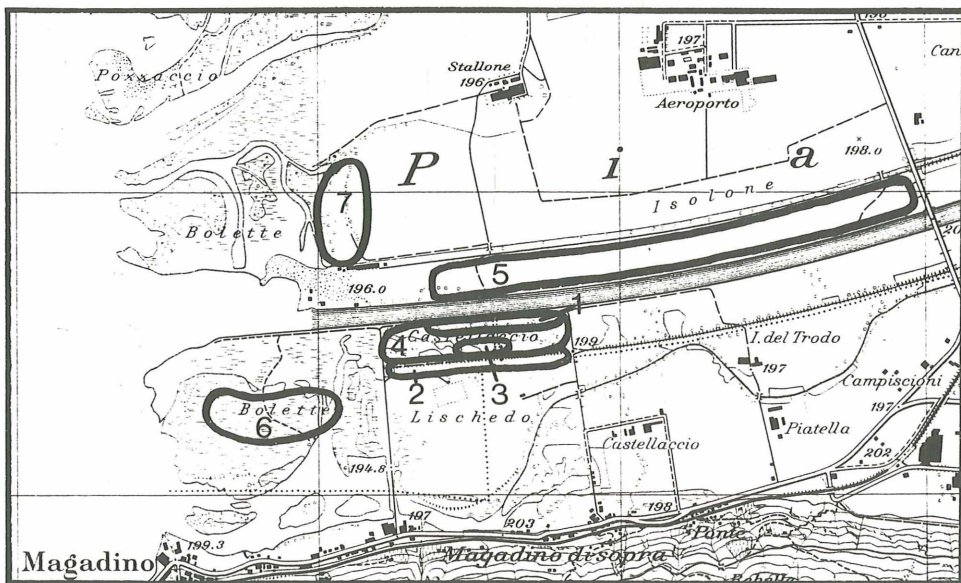 Pozzaccio
Stallone
196
197
Aeroporto
198.0
P i a
Isolone
7
Bolette
5
196.0
1
Castellaccio
4
199
I. del Trodo
197
2
3
Lischedo
Campiscioni
197
Bolette
6
Castellaccio
Piatella
202
194.8
197
203
198
Ponte
Magadino
199.3
Magadino di sopra